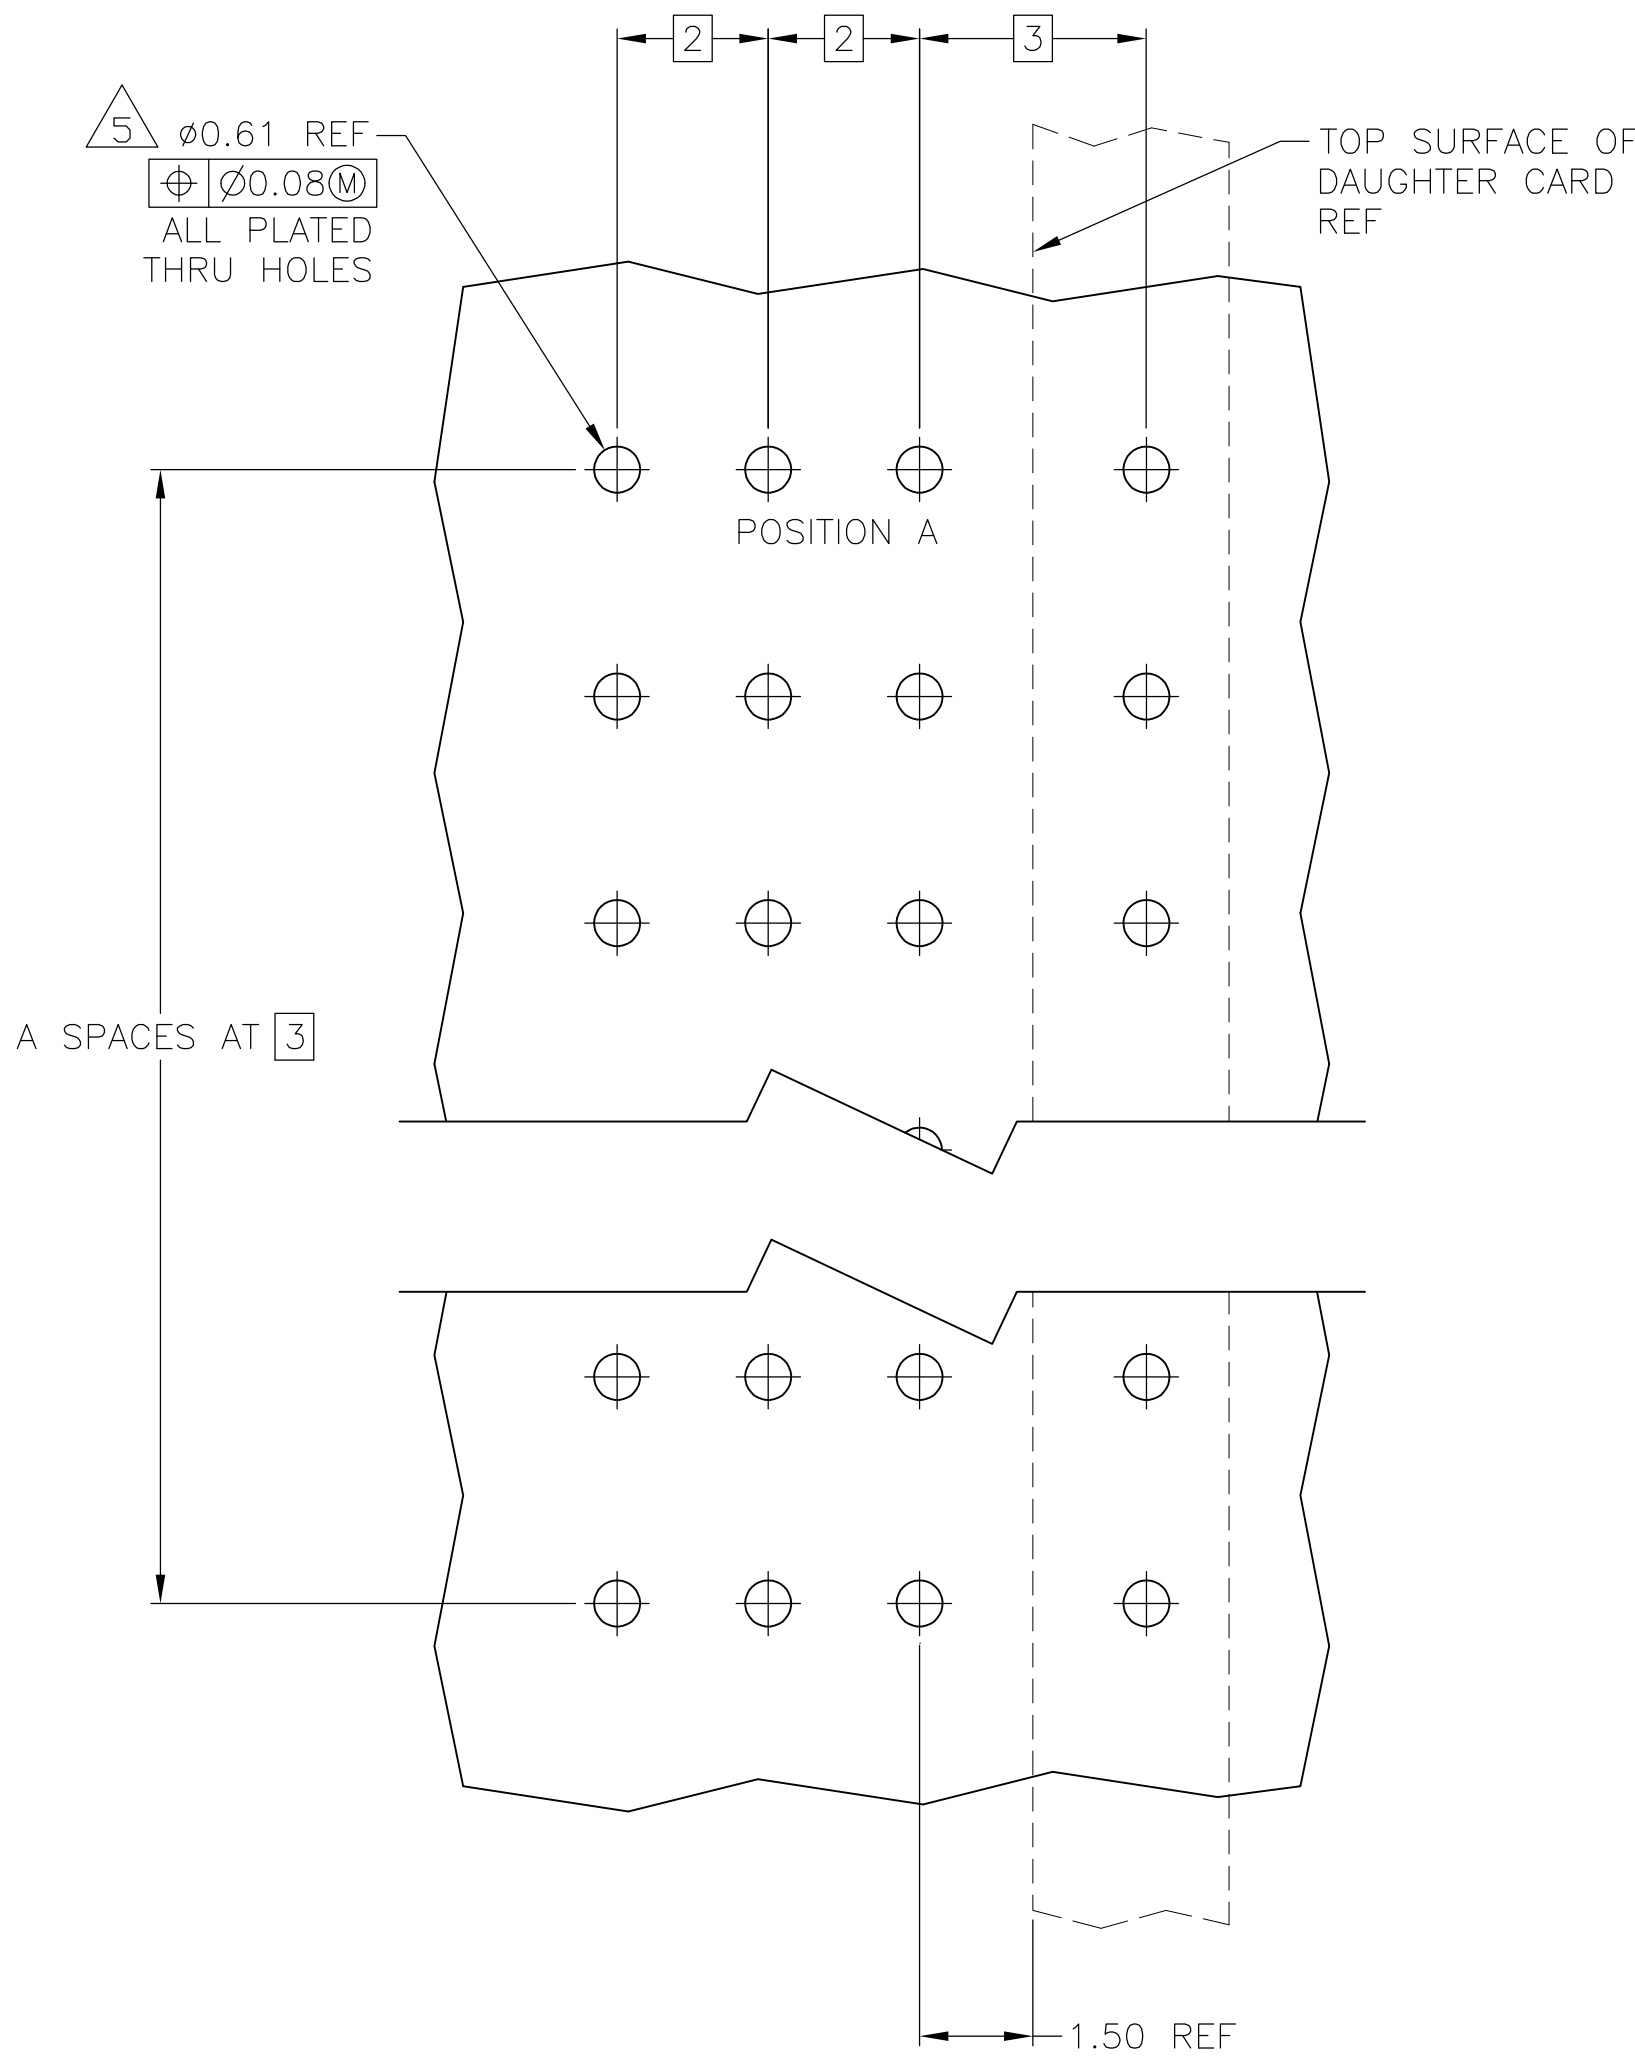 2 2 3
5 ø0.61 REF
⌖ Ø0.08Ⓜ
ALL PLATED
THRU HOLES
TOP SURFACE OF
DAUGHTER CARD
REF
POSITION A
A SPACES AT 3
1.50 REF